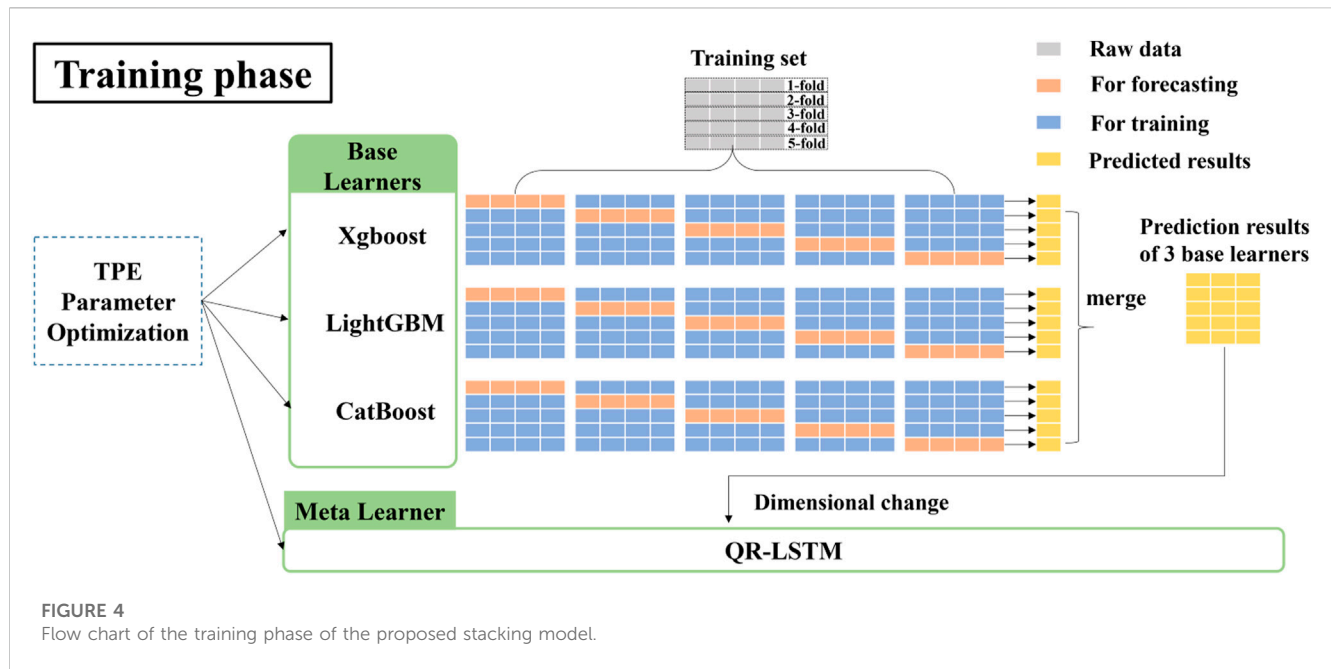 Training phase
Training set
1-fold
2-fold
3-fold
4-fold
5-fold
Raw data
For forecasting
For training
Predicted results
Base
Learners
Xgboost
LightGBM
CatBoost
TPE
Parameter
Optimization
merge
Prediction results
of 3 base learners
Dimensional change
Meta Learner
QR-LSTM
FIGURE 4
Flow chart of the training phase of the proposed stacking model.